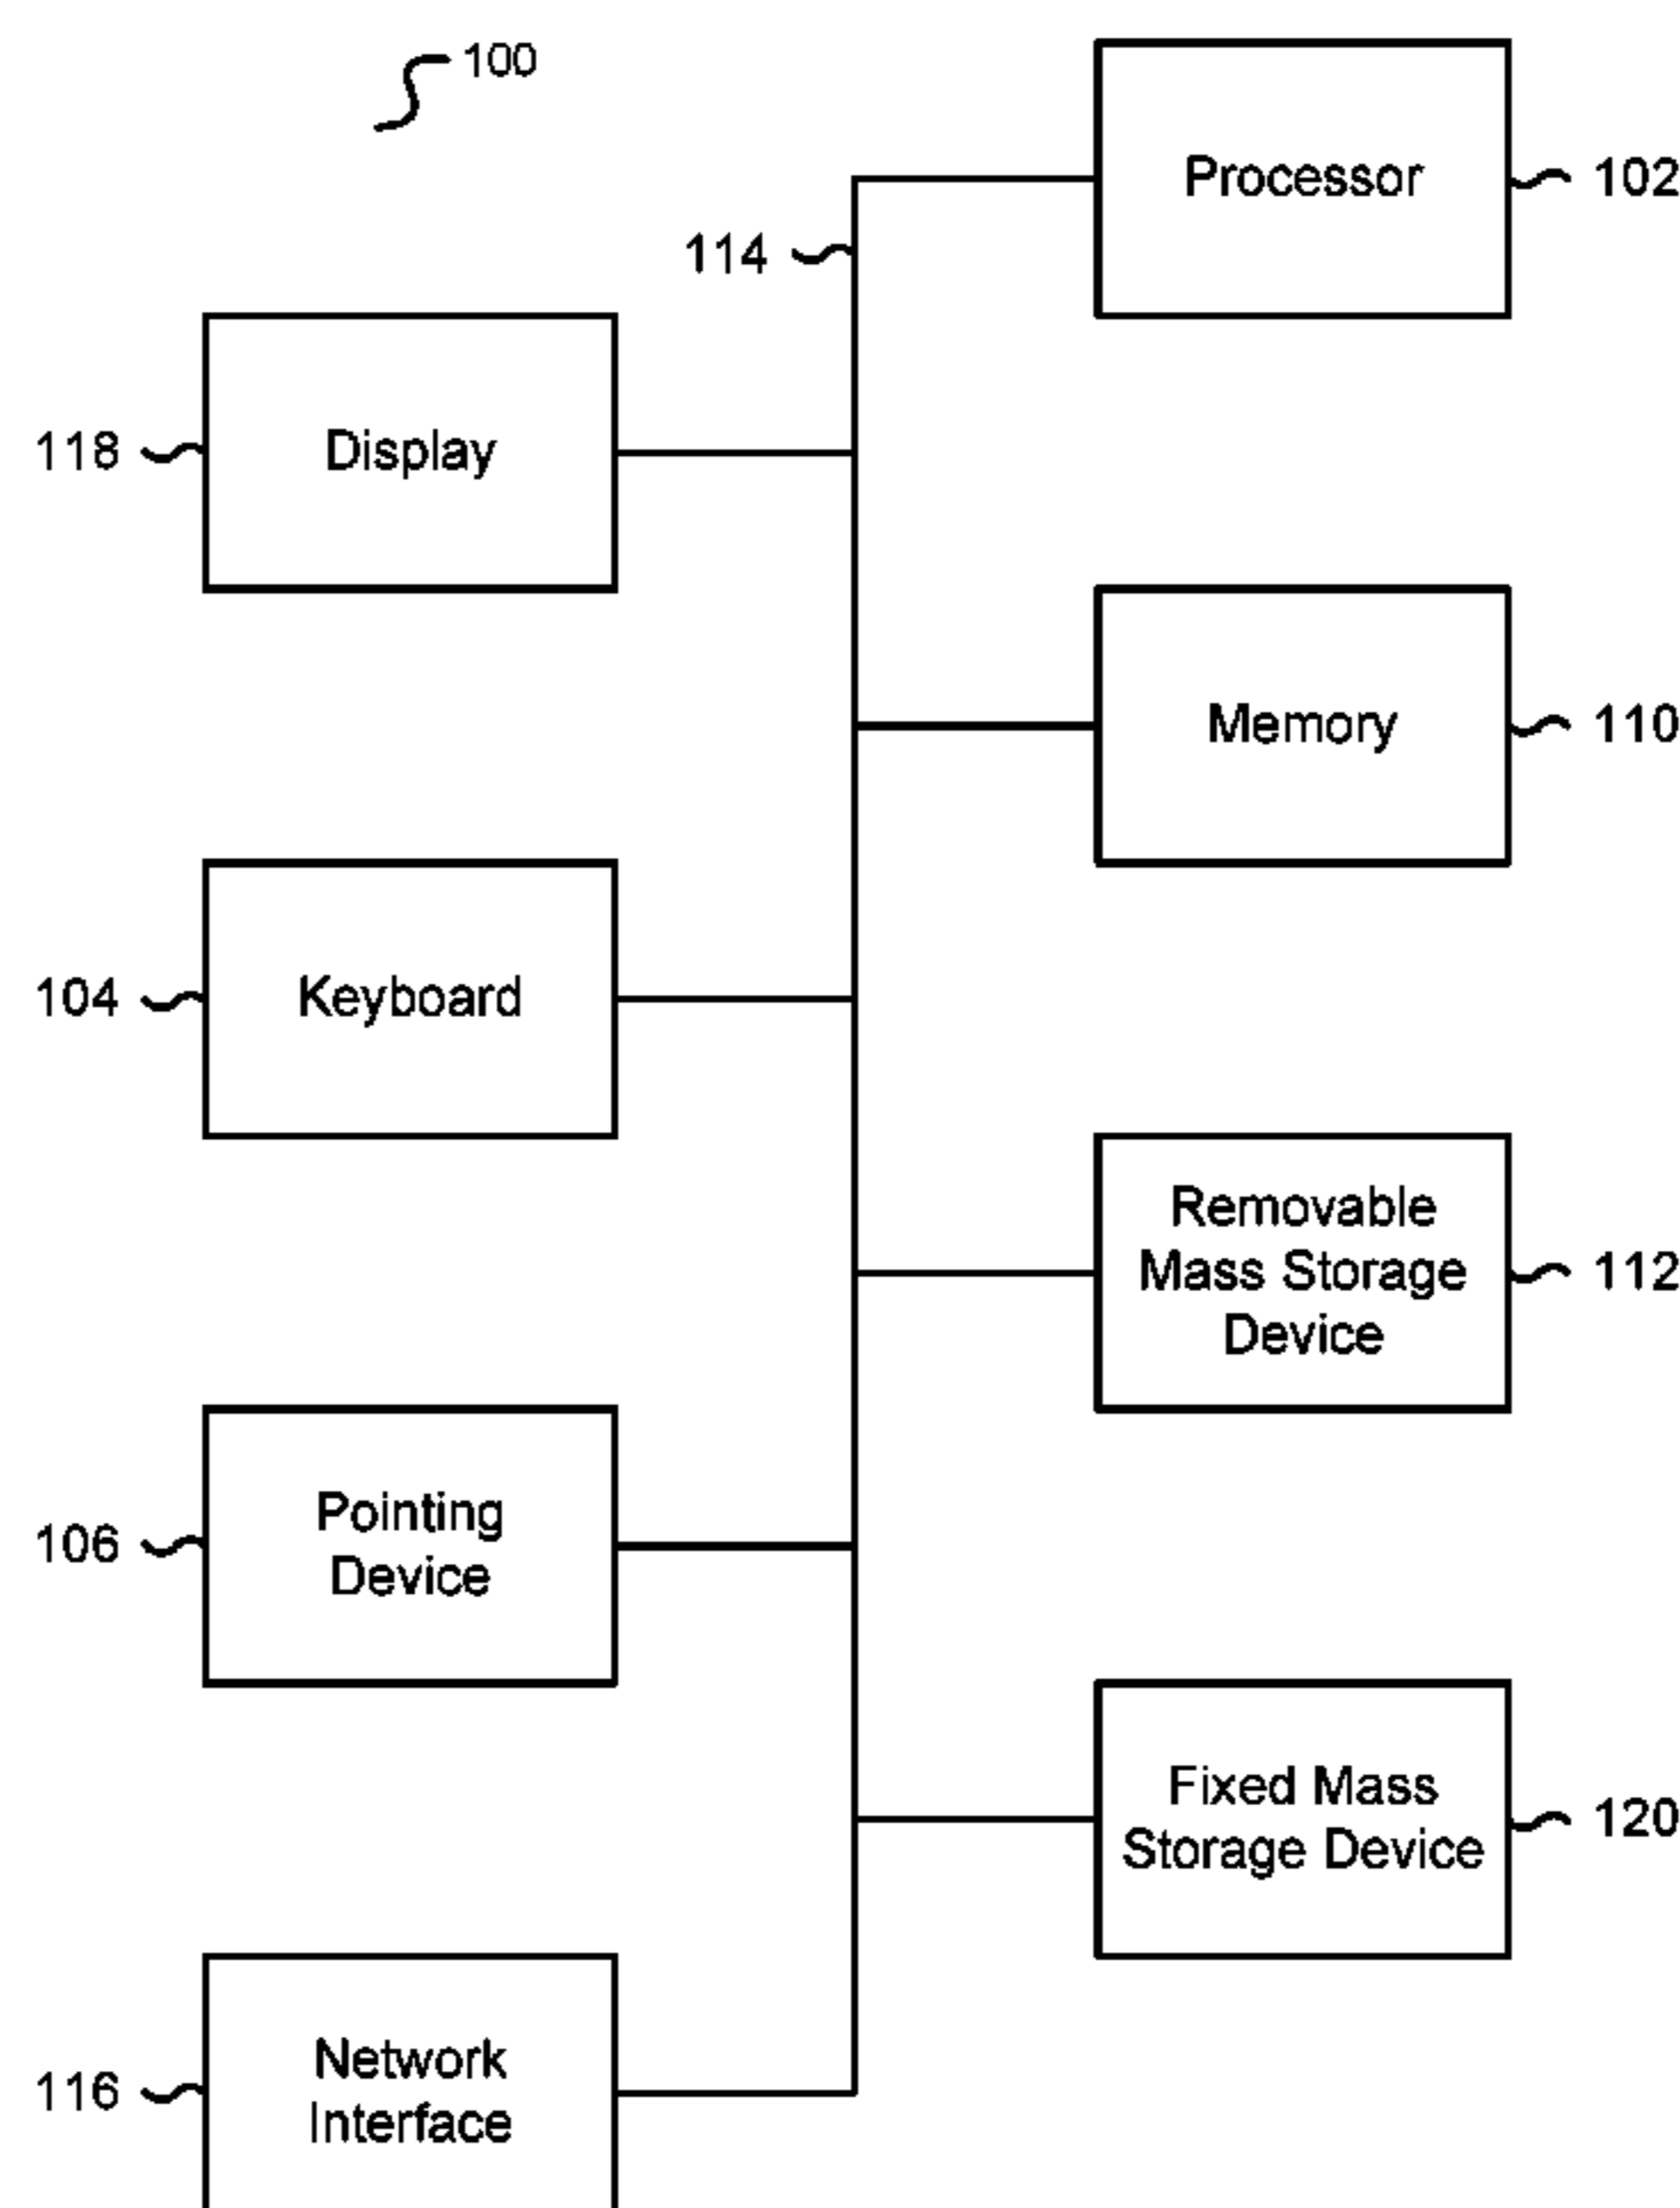 100
Processor
102
114
118
Display
Memory
110
104
Keyboard
Removable
Mass Storage
Device
112
106
Pointing
Device
Fixed Mass
Storage Device
120
116
Network
Interface